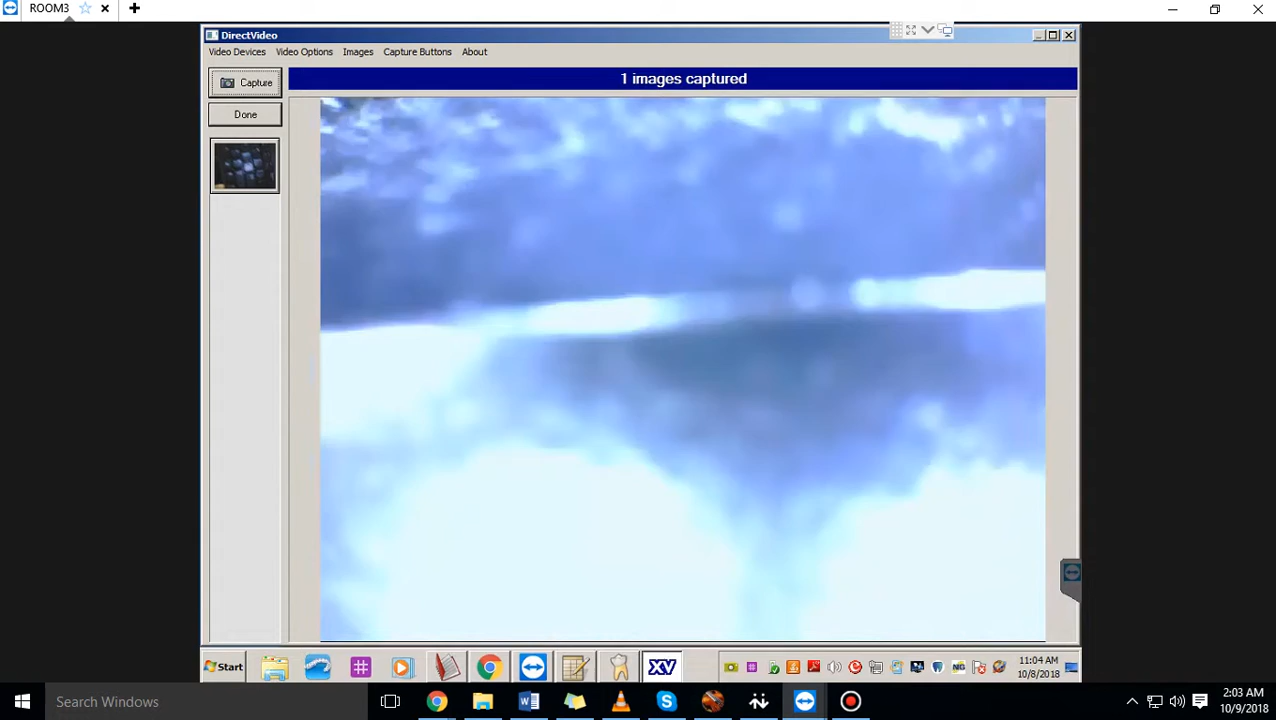 ROOM3
DirectVideo
Video Devices Video Options Images Capture Buttons About
Capture
1 images captured
Done
Start
XV
11:04 AM
10/8/2018
Search Windows
2:03 AM
10/9/2018